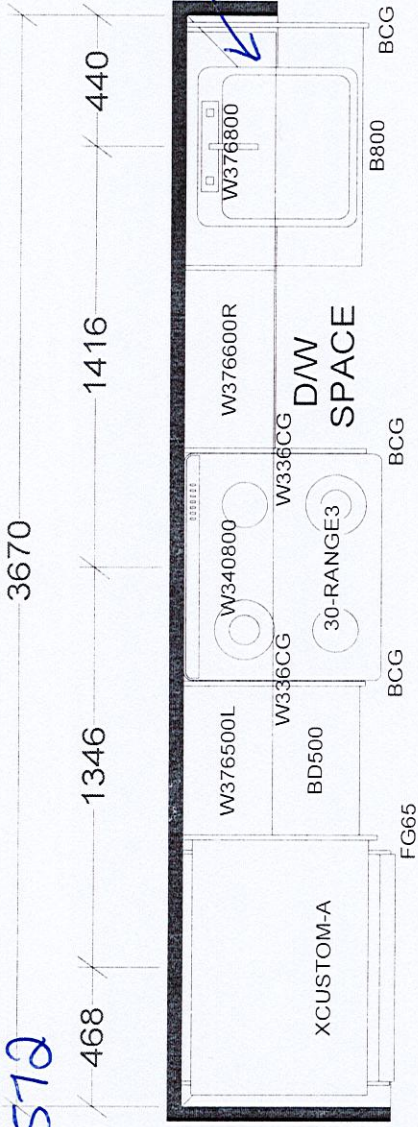 3670
468
1346
1416
440
572
W376500L
W340800
W376600R
W376800
W336CG
W336CG
XCUSTOM-A
BD500
30-RANGE3
D/W
SPACE
B800
FG65
BCG
BCG
BCG